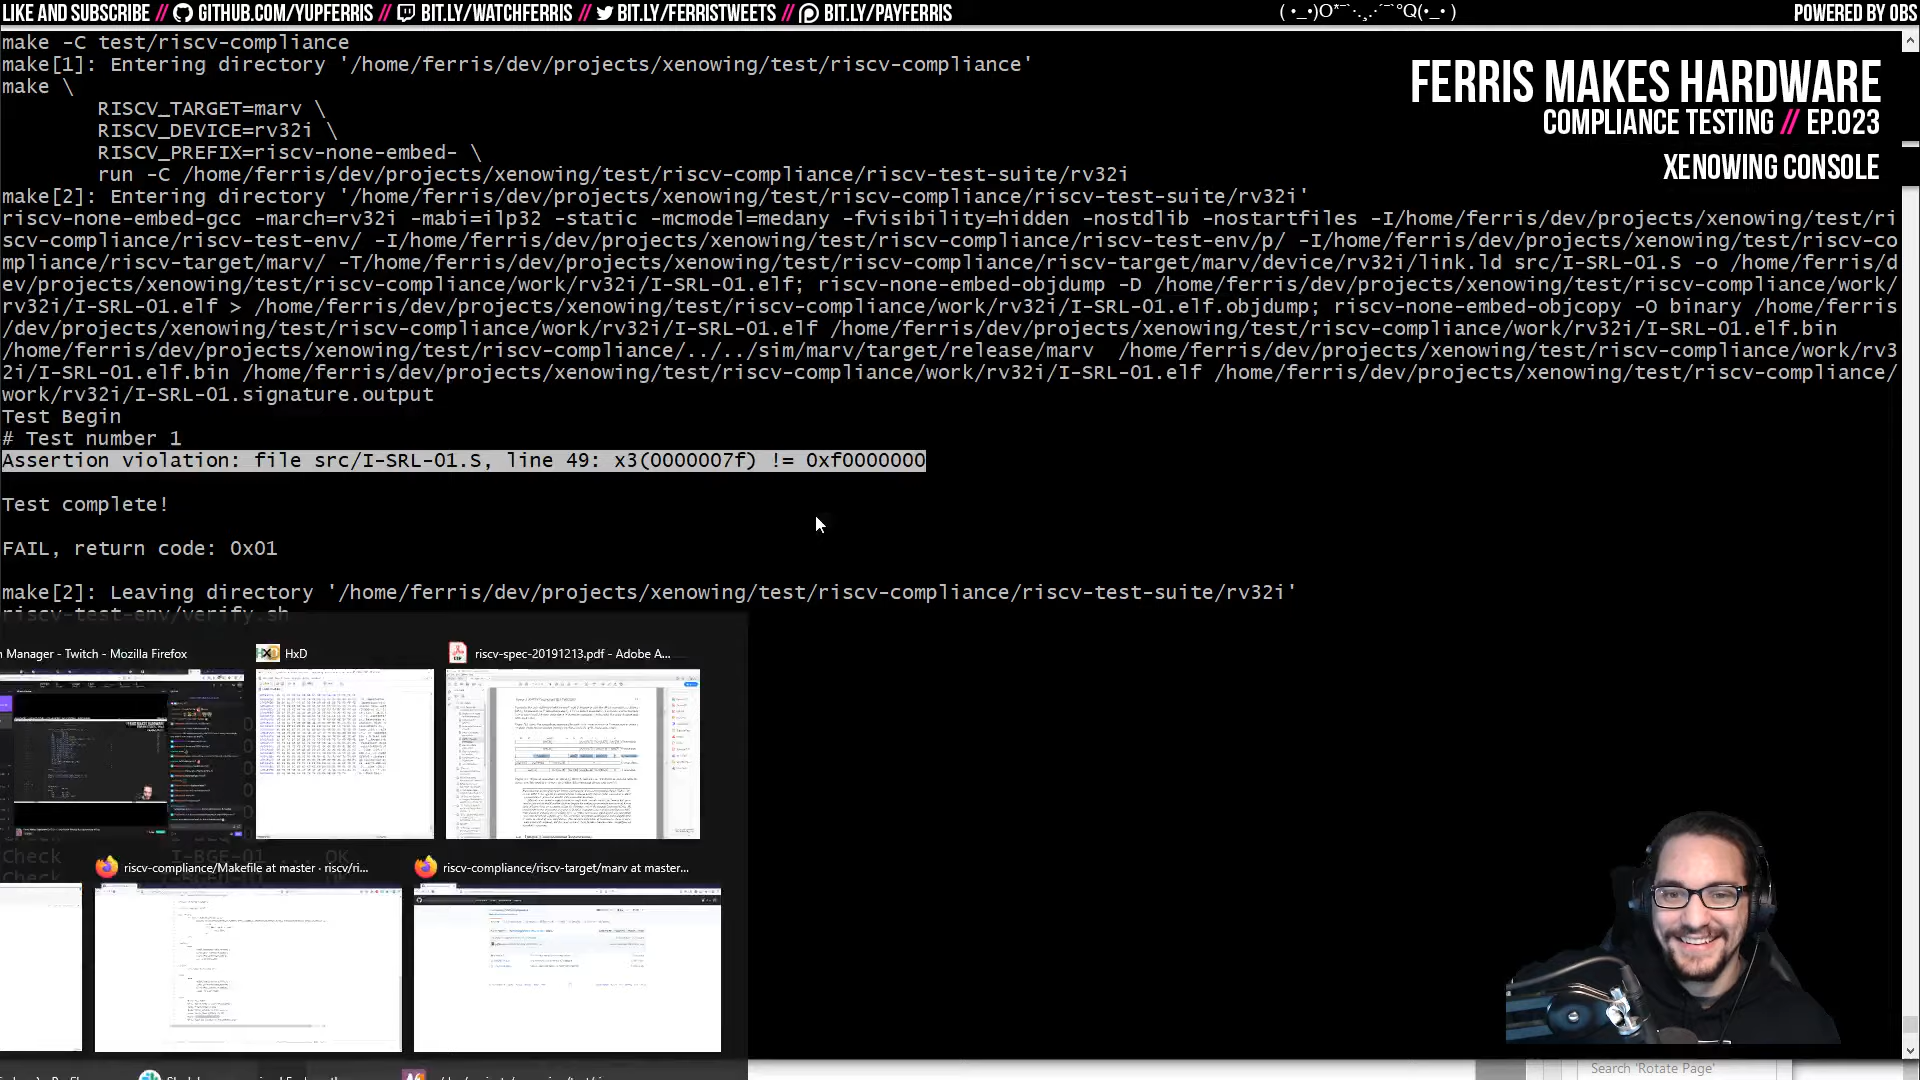 LIKE AND SUBSCRIBE // GITHUB.COM/YUPFERRIS // BIT.LY/WATCHFERRIS // BIT.LY/FERRISTWEETS // BIT.LY/PAYFERRIS
POWERED BY OBS
make -C test/riscv-compliance
make[1]: Entering directory '/home/ferris/dev/projects/xenowing/test/riscv-compliance'
make \
RISCV_TARGET=marv \
RISCV_DEVICE=rv32i \
RISCV_PREFIX=riscv-none-embed- \
run -C /home/ferris/dev/projects/xenowing/test/riscv-compliance/riscv-test-suite/rv32i
FERRIS MAKES HARDWARE
COMPLIANCE TESTING // EP.023
XENOWING CONSOLE
make[2]: Entering directory '/home/ferris/dev/projects/xenowing/test/riscv-compliance/riscv-test-suite/rv32i'
riscv-none-embed-gcc -march=rv32i -mabi=ilp32 -static -mcmodel=medany -fvisibility=hidden -nostdlib -nostartfiles -I/home/ferris/dev/projects/xenowing/test/ri
scv-compliance/riscv-test-env/ -I/home/ferris/dev/projects/xenowing/test/riscv-compliance/riscv-test-env/p/ -I/home/ferris/dev/projects/xenowing/test/riscv-co
mpliance/riscv-target/marv/ -T/home/ferris/dev/projects/xenowing/test/riscv-compliance/riscv-target/marv/device/rv32i/link.ld src/I-SRL-01.S -o /home/ferris/d
ev/projects/xenowing/test/riscv-compliance/work/rv32i/I-SRL-01.elf; riscv-none-embed-objdump -D /home/ferris/dev/projects/xenowing/test/riscv-compliance/work/
rv32i/I-SRL-01.elf > /home/ferris/dev/projects/xenowing/test/riscv-compliance/work/rv32i/I-SRL-01.elf.objdump; riscv-none-embed-objcopy -O binary /home/ferris
/dev/projects/xenowing/test/riscv-compliance/work/rv32i/I-SRL-01.elf /home/ferris/dev/projects/xenowing/test/riscv-compliance/work/rv32i/I-SRL-01.elf.bin
/home/ferris/dev/projects/xenowing/test/riscv-compliance/../../sim/marv/target/release/marv  /home/ferris/dev/projects/xenowing/test/riscv-compliance/work/rv3
2i/I-SRL-01.elf.bin /home/ferris/dev/projects/xenowing/test/riscv-compliance/work/rv32i/I-SRL-01.elf /home/ferris/dev/projects/xenowing/test/riscv-compliance/
work/rv32i/I-SRL-01.signature.output
Test Begin
# Test number 1
Assertion violation: file src/I-SRL-01.S, line 49: x3(0000007f) != 0xf0000000
Test complete!
FAIL, return code: 0x01
make[2]: Leaving directory '/home/ferris/dev/projects/xenowing/test/riscv-compliance/riscv-test-suite/rv32i'
riscv-test-env/verify.sh
Manager - Twitch - Mozilla Firefox
HxD
riscv-spec-20191213.pdf - Adobe A...
Check I-BGE-01 ... OK
riscv-compliance/Makefile at master · riscv/ri...
riscv-compliance/riscv-target/marv at master...
Check
Search 'Rotate Page'